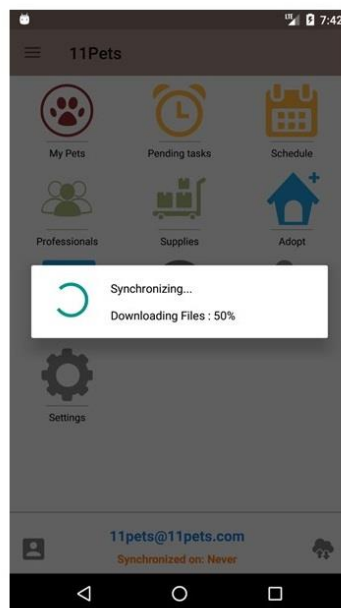 LTE 7:42
11Pets
My Pets
Pending tasks
Schedule
Professionals
Supplies
Adopt
Synchronizing...
Downloading Files : 50%
Settings
11pets@11pets.com
Synchronized on: Never